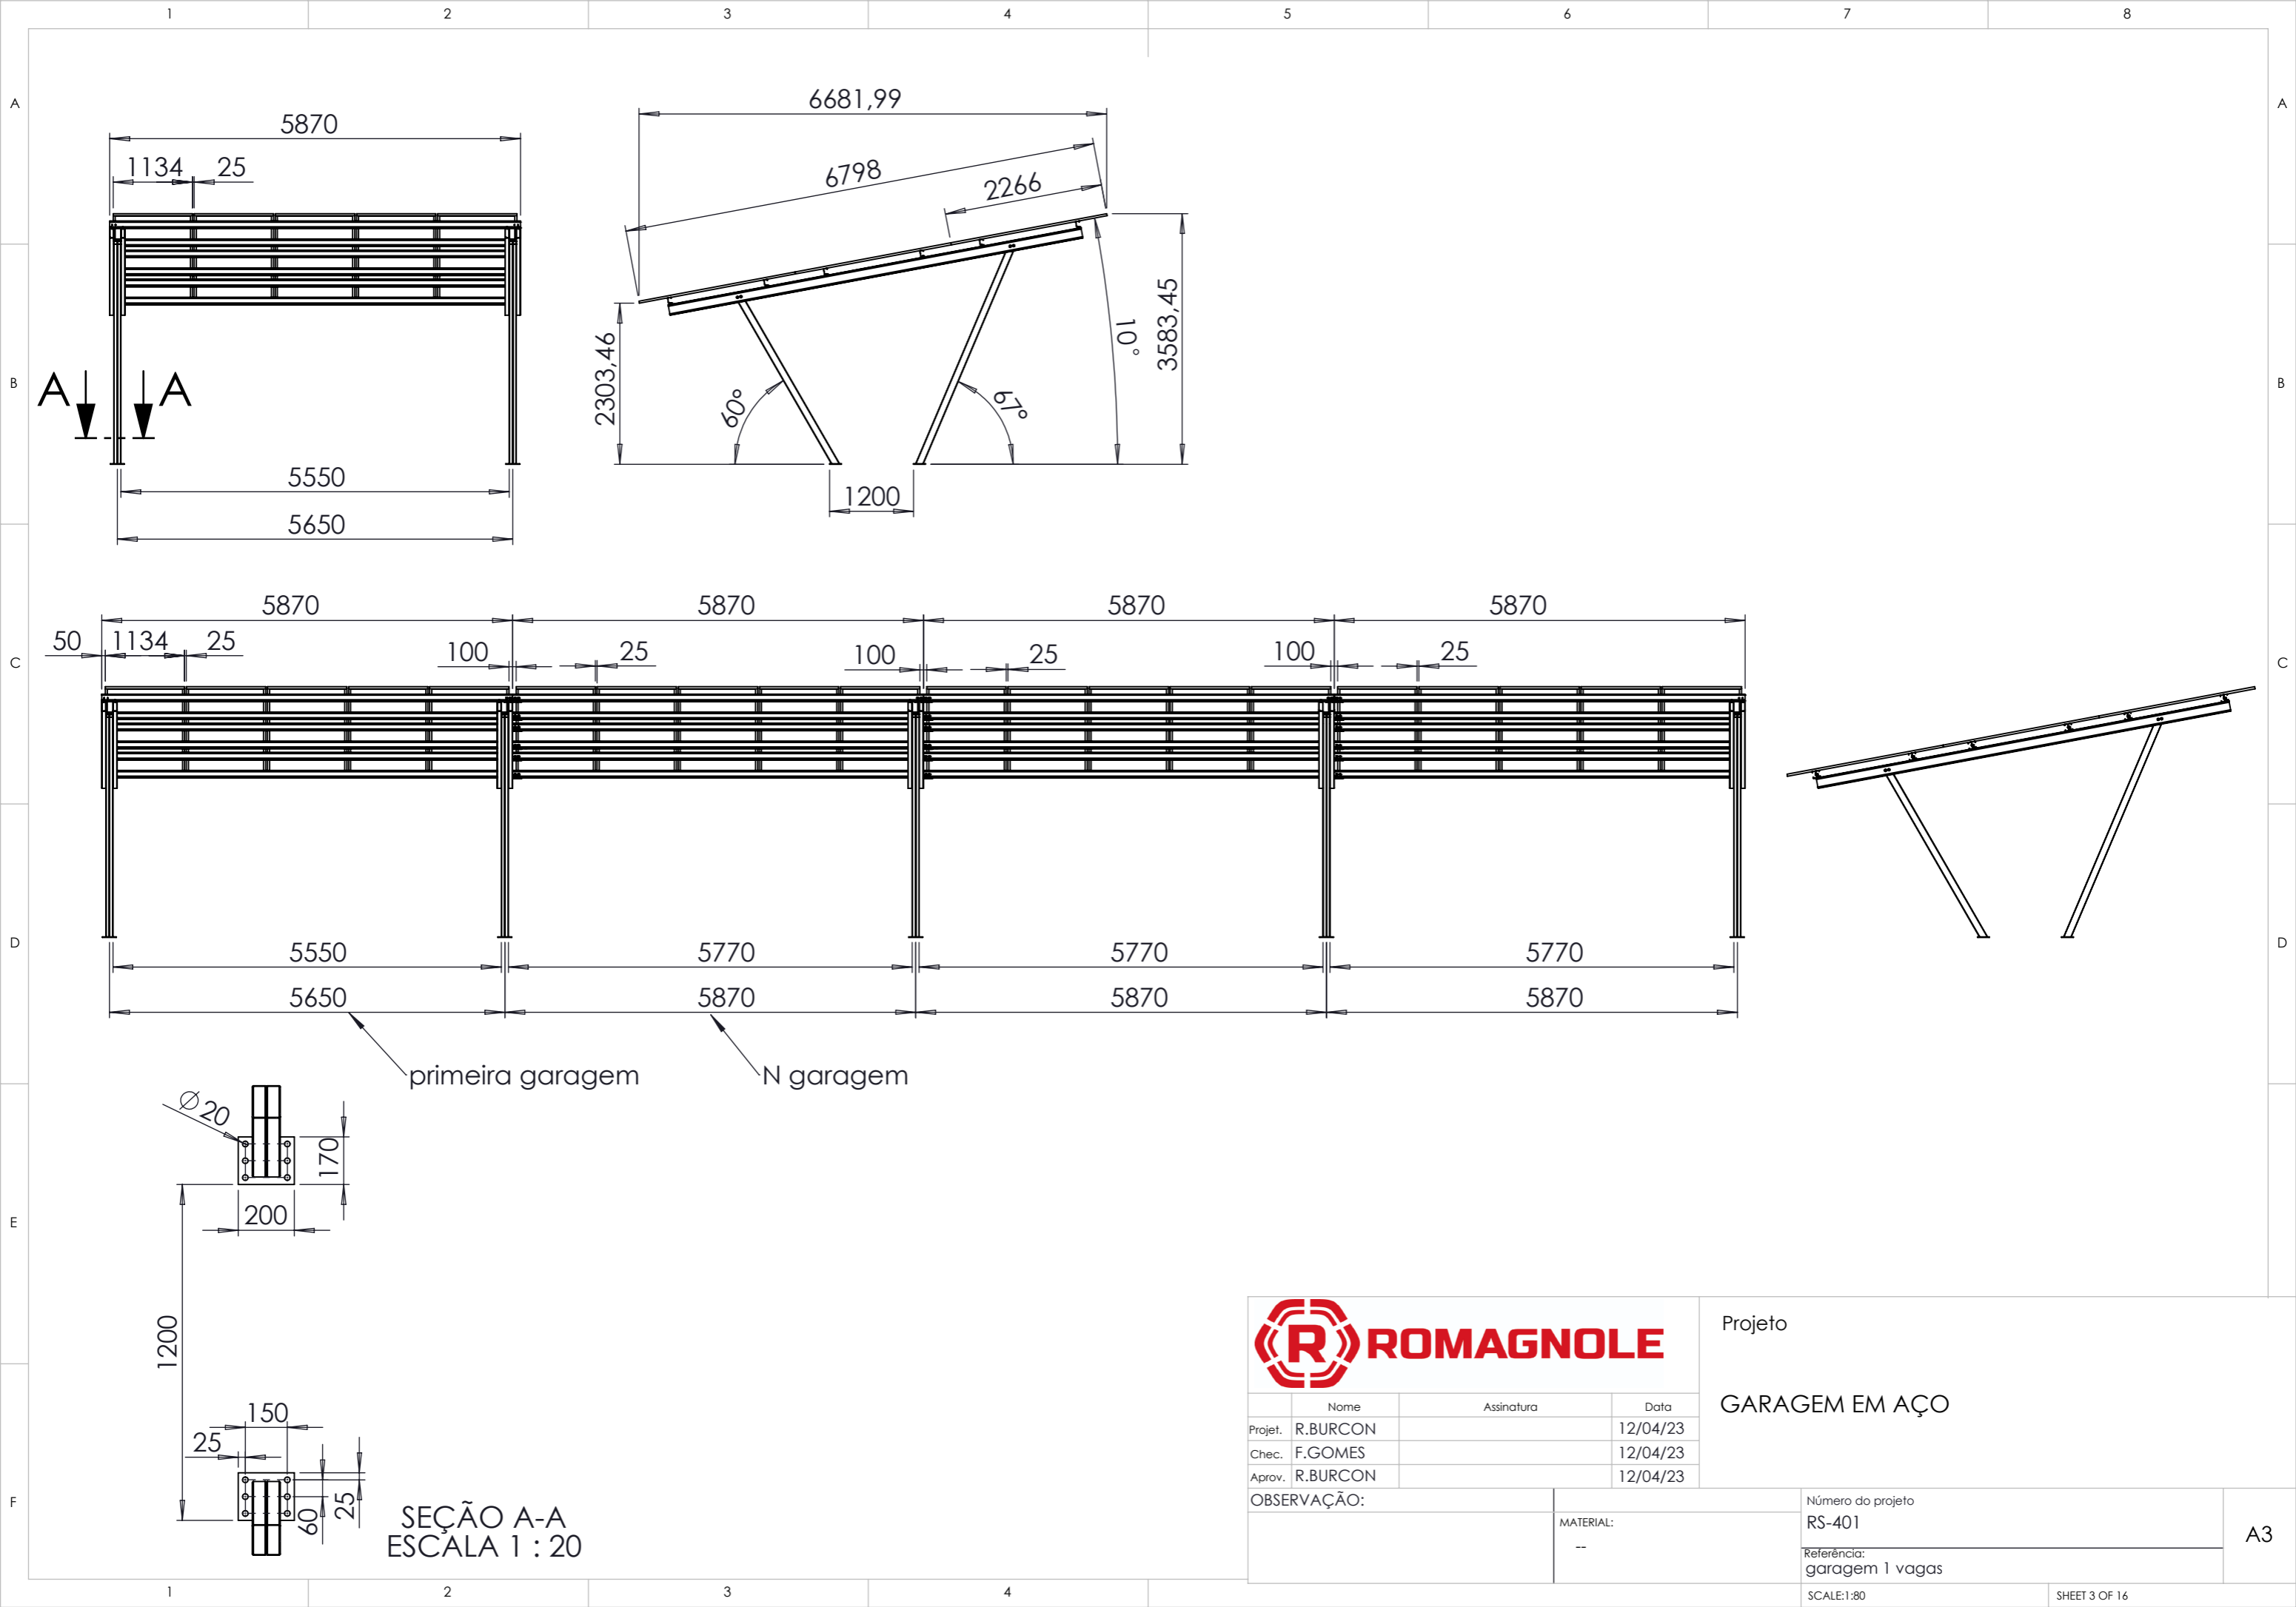 1 2 3 4 5 6 7 8
A A
5870
1134 25
6681,99
6798
2266
2303,46
60°
67°
10°
3583,45
B B
A A
5550
5650
1200
5870 5870 5870 5870
50 1134 25 100 25 100 25 100 25
C C
D D
5550 5770 5770 5770
5650 5870 5870 5870
primeira garagem N garagem
∅20
170
200
E E
1200
150
25
60
25
F
SEÇÃO A-A
ESCALA 1 : 20
R ROMAGNOLE
Projeto
GARAGEM EM AÇO
Nome Assinatura Data
Projet. R.BURCON 12/04/23
Chec. F.GOMES 12/04/23
Aprov. R.BURCON 12/04/23
OBSERVAÇÃO:
MATERIAL:
--
Número do projeto
RS-401
Referência:
garagem 1 vagas
A3
SCALE:1:80 SHEET 3 OF 16
1 2 3 4